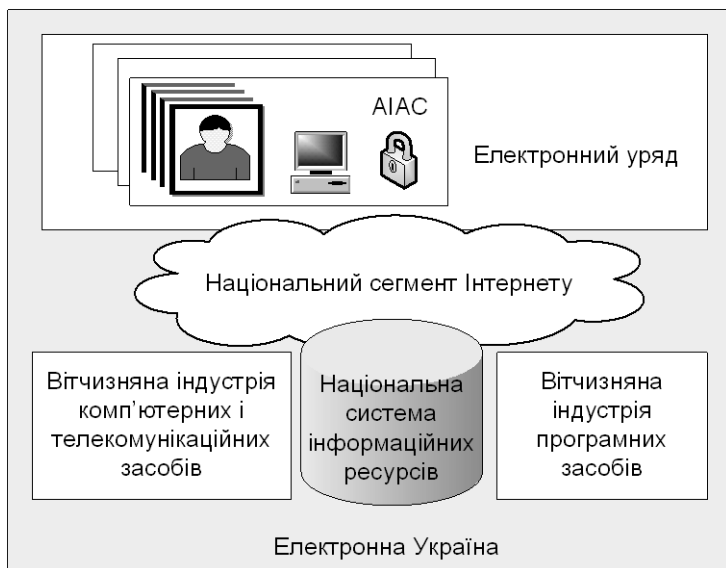 АІАС
Електронний уряд
Національний сегмент Інтернету
Вітчизняна індустрія
комп’ютерних і
телекомунікаційних
засобів
Національна
система
інформаційних
ресурсів
Вітчизняна
індустрія
програмних
засобів
Електронна Україна